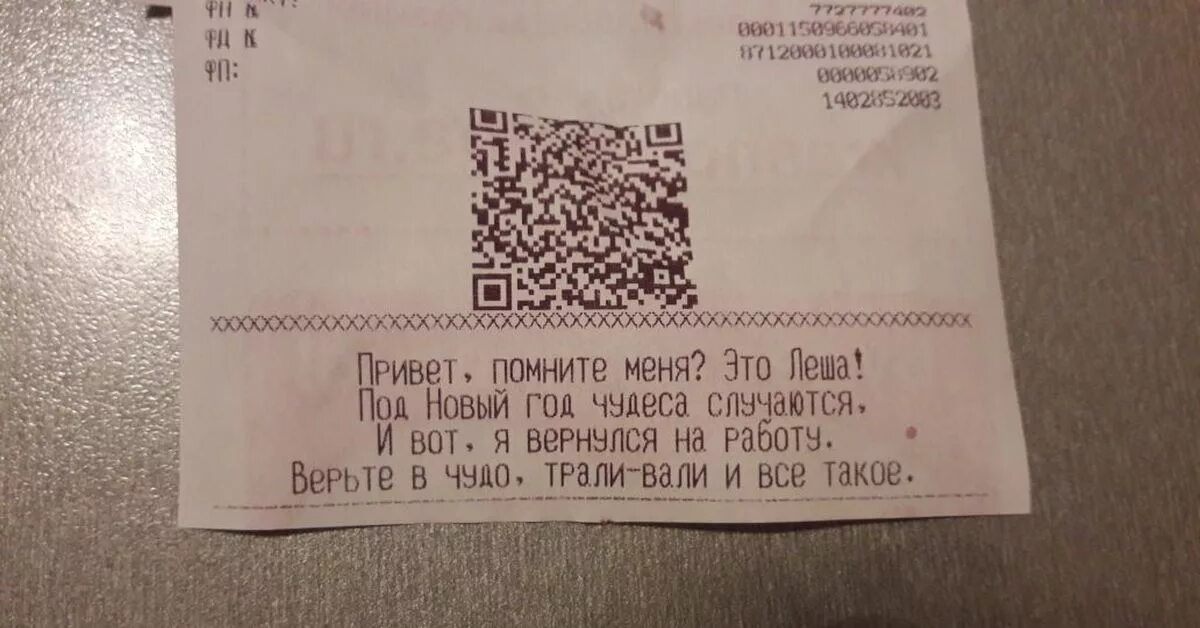 ФН № 7727777402
ФД № 0001150966058401
ФП: 8712000100081021
0000058902
1402852003
XXXXXXXXXXXXXXXXXXXXXXXXXXXXXXXXXXXXXXXXXXXXXXXXXXXXXXXXXXXXXXXX
Привет, помните меня? Это Леша!
Под Новый год чудеса случаются,
И вот, я вернулся на работу.
Верьте в чудо, трали-вали и все такое.